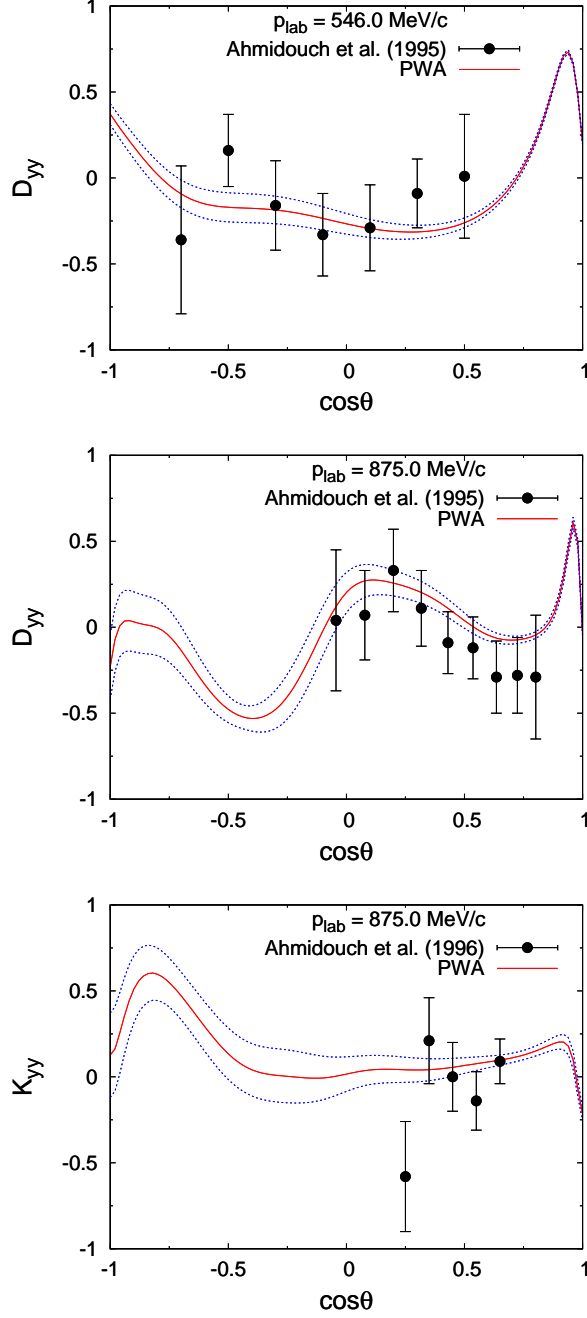 p_lab = 546.0 MeV/c
Ahmidouch et al. (1995)
PWA
1
0.5
0
-0.5
-1
D_yy
-1 -0.5 0 0.5 1
cosθ
p_lab = 875.0 MeV/c
Ahmidouch et al. (1995)
PWA
1
0.5
0
-0.5
-1
D_yy
-1 -0.5 0 0.5 1
cosθ
p_lab = 875.0 MeV/c
Ahmidouch et al. (1996)
PWA
1
0.5
0
-0.5
-1
K_yy
-1 -0.5 0 0.5 1
cosθ